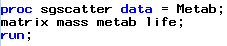 proc sgscatter data = Metab;
matrix mass metab life;
run;